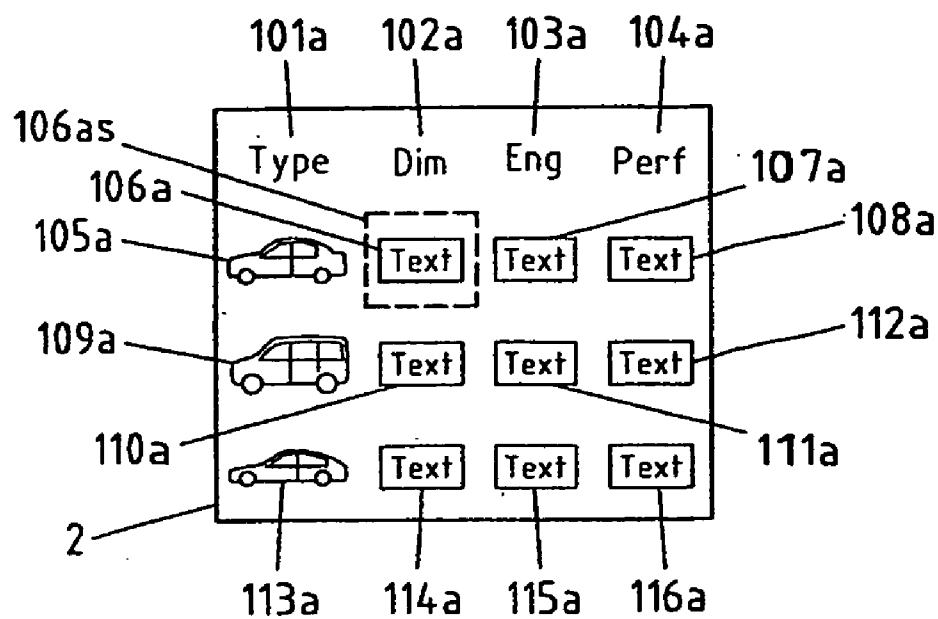 101a 102a 103a 104a
106as
Type Dim Eng Perf
107a
106a
105a
108a
Text Text Text
109a
112a
Text Text Text
110a
111a
Text Text Text
2
113a 114a 115a 116a